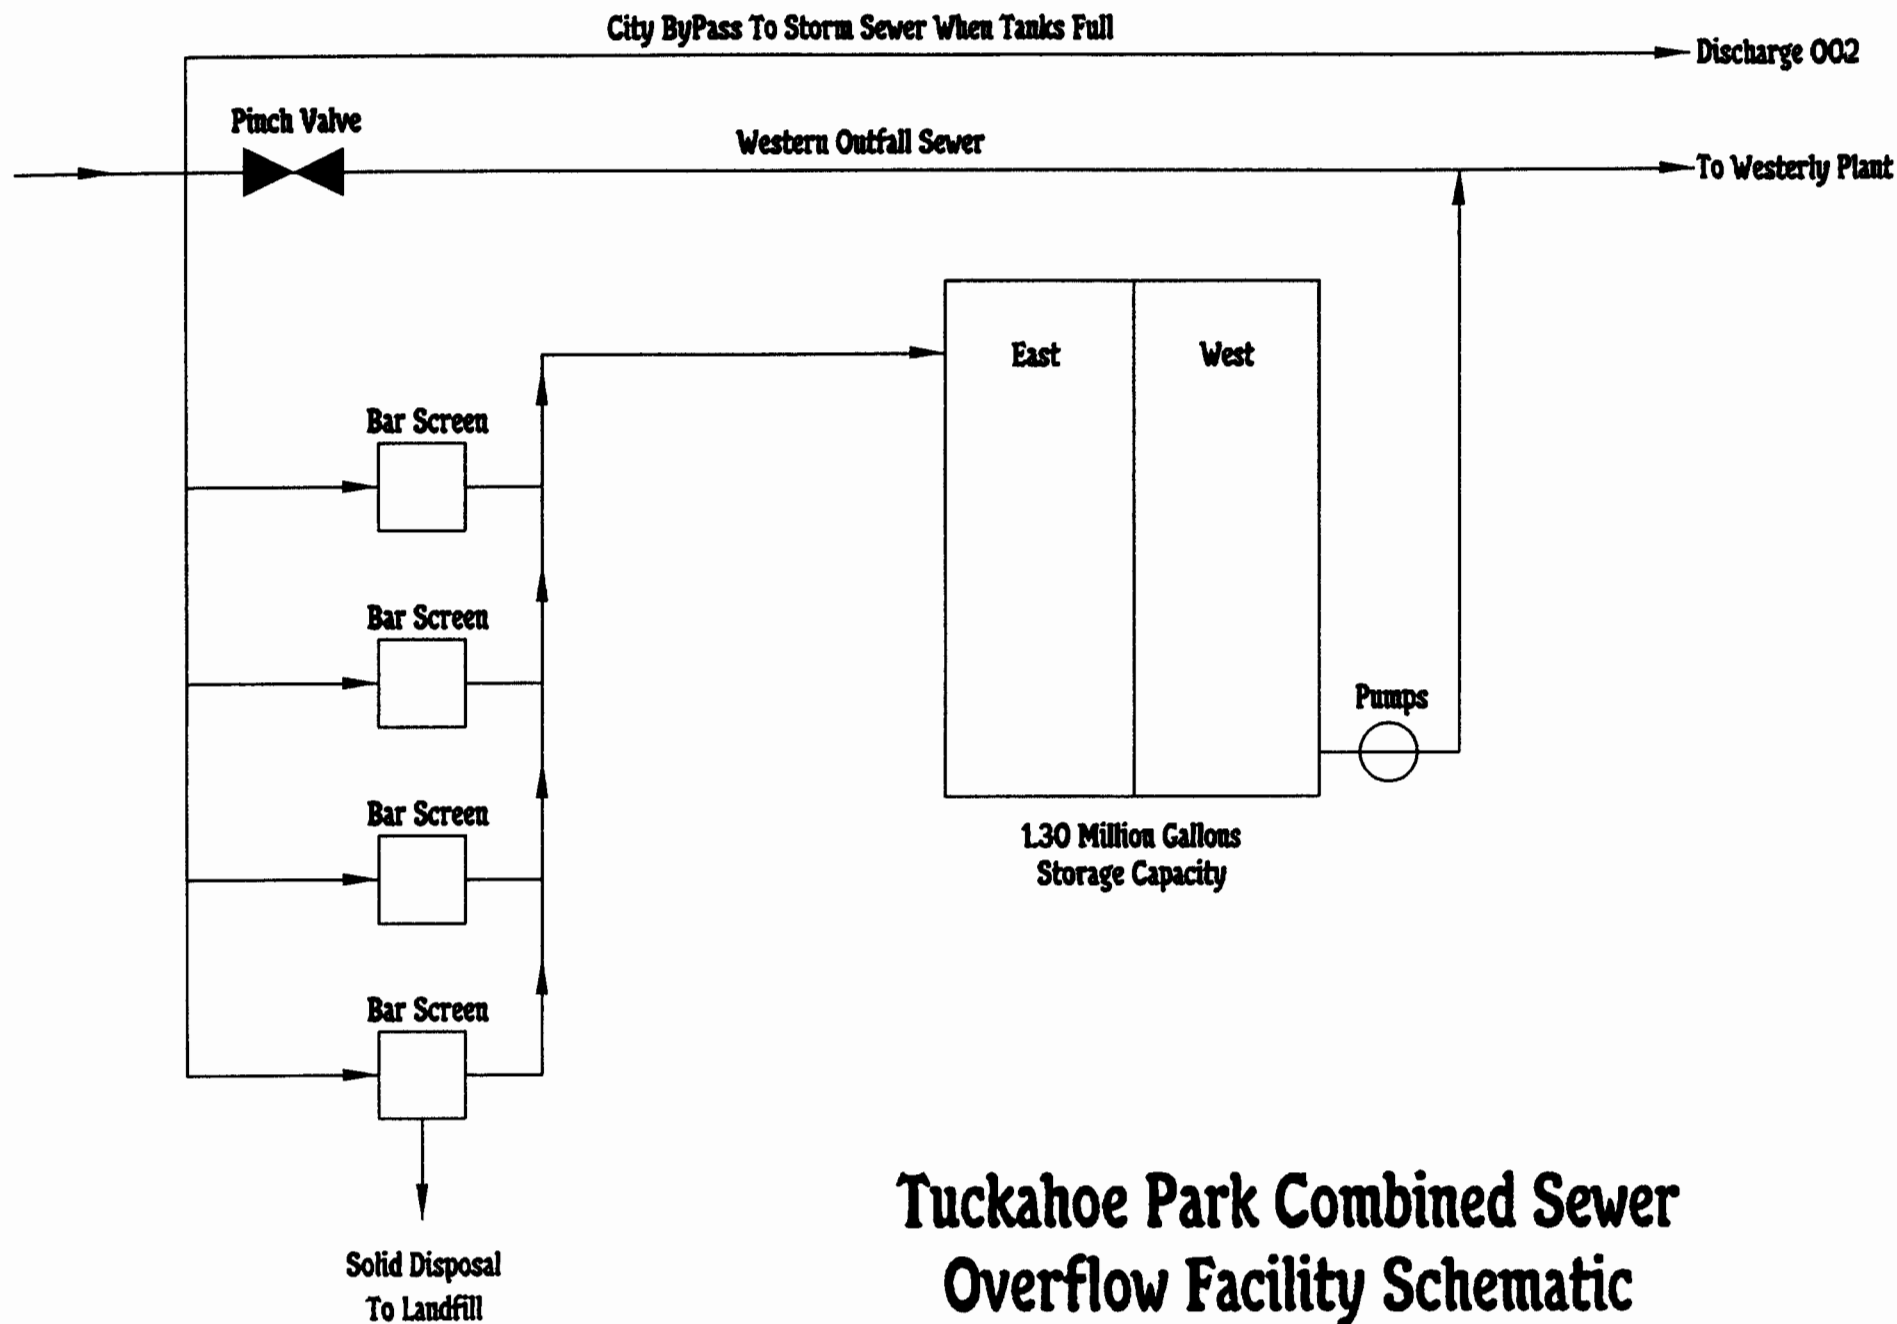 City ByPass To Storm Sewer When Tanks Full
Discharge 002
Pinch Valve
Western Outfall Sewer
To Westerly Plant
East
West
Bar Screen
Bar Screen
Pumps
Bar Screen
1.30 Million Gallons
Storage Capacity
Bar Screen
Solid Disposal
To Landfill
Tuckahoe Park Combined Sewer
Overflow Facility Schematic